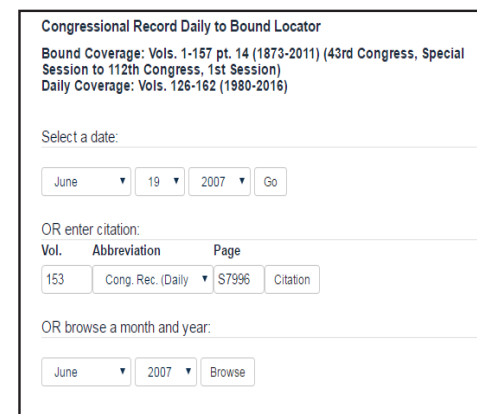 Congressional Record Daily to Bound Locator
Bound Coverage: Vols. 1-157 pt. 14 (1873-2011) (43rd Congress, Special
Session to 112th Congress, 1st Session)
Daily Coverage: Vols. 126-162 (1980-2016)
Select a date:
June 19 2007 Go
OR enter citation:
Vol. Abbreviation Page
153 Cong. Rec. (Daily S7996 Citation
OR browse a month and year:
June 2007 Browse